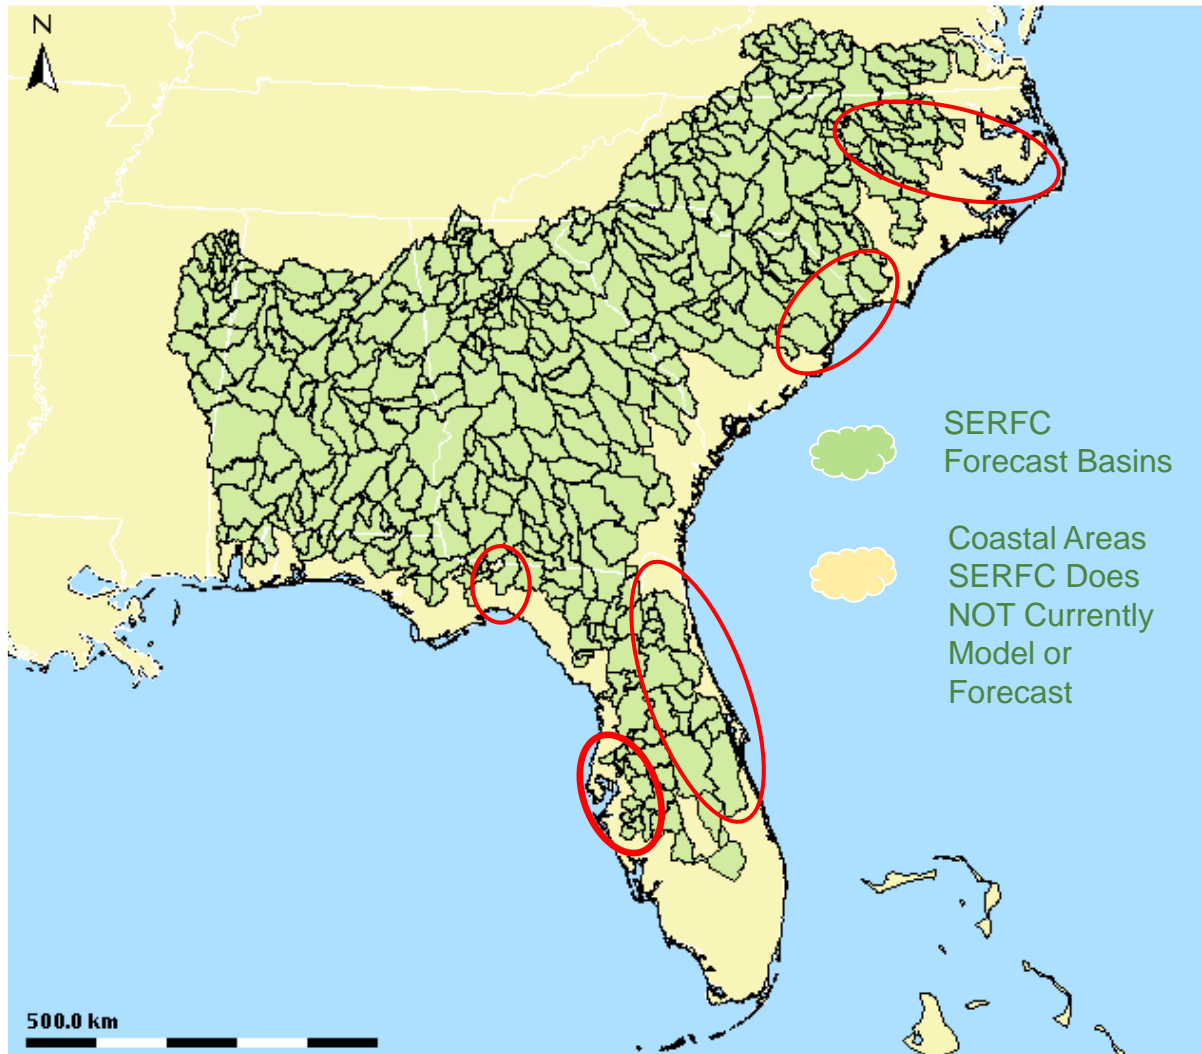 N
SERFC
Forecast Basins
Coastal Areas
SERFC Does
NOT Currently
Model or
Forecast
500.0 km